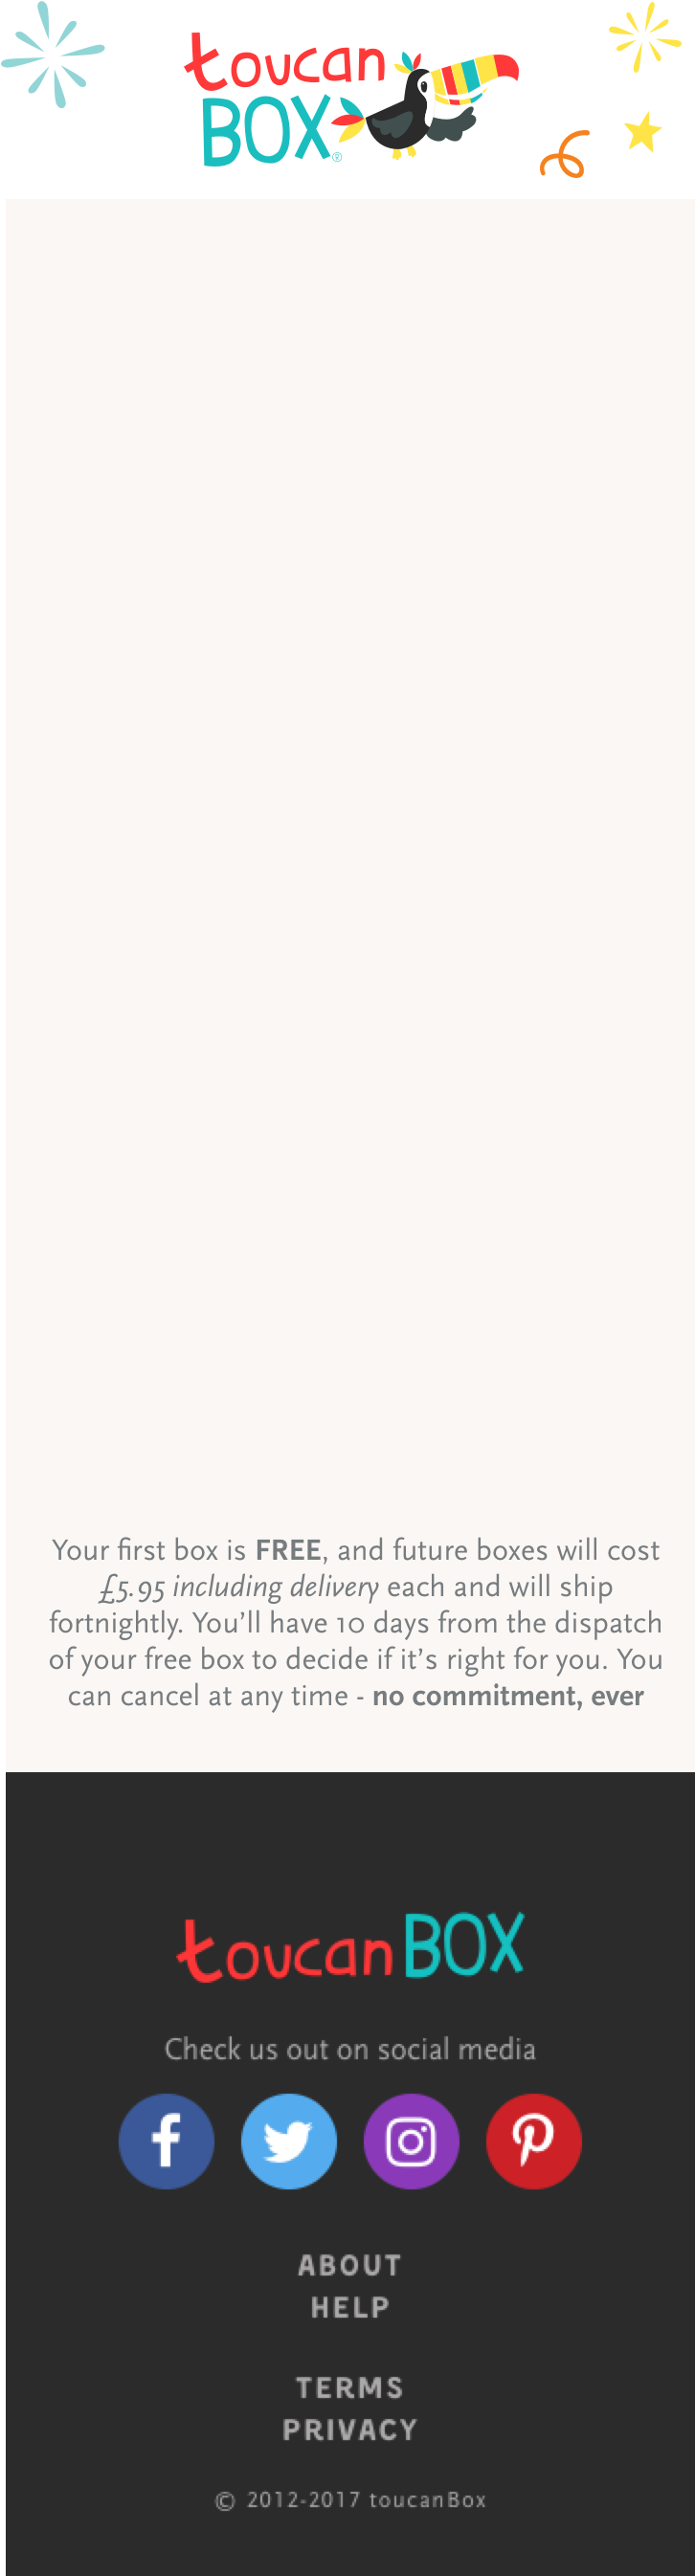 toucan
BOX®
Your first box is FREE, and future boxes will cost
£5.95 including delivery each and will ship
fortnightly. You’ll have 10 days from the dispatch
of your free box to decide if it’s right for you. You
can cancel at any time - no commitment, ever
toucanBOX
Check us out on social media
ABOUT
HELP
TERMS
PRIVACY
© 2012-2017 toucanBox